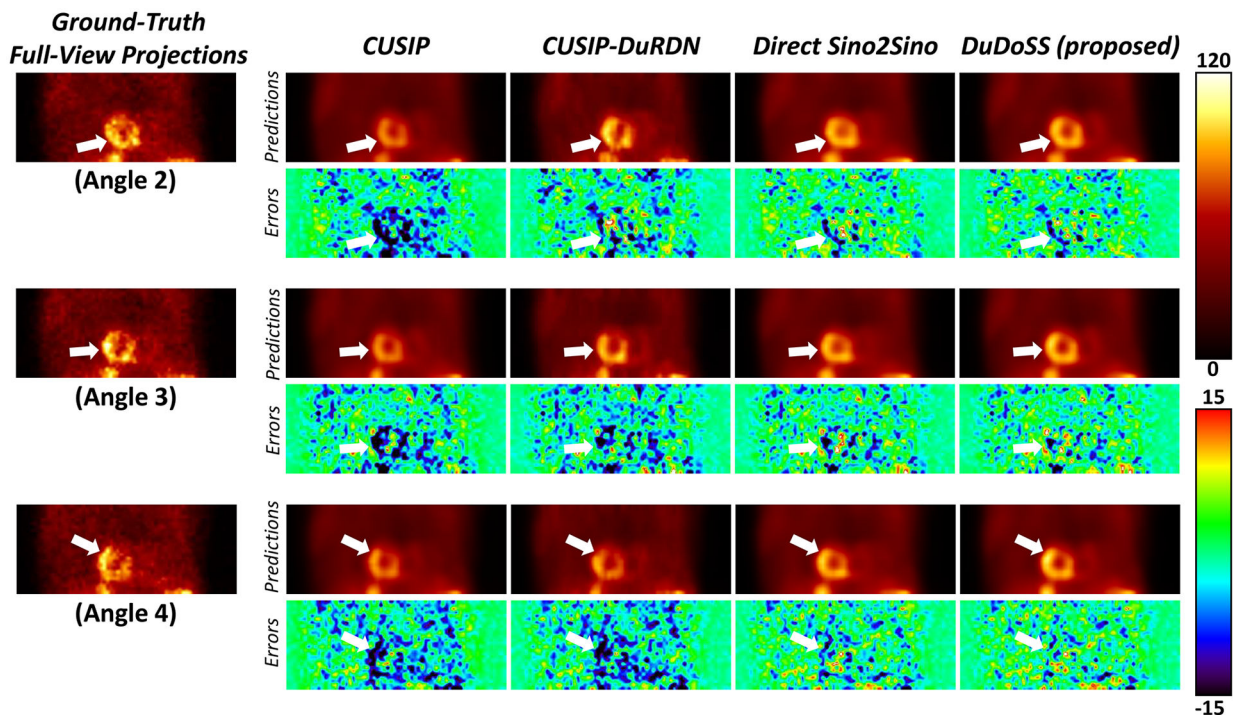 Ground-Truth
Full-View Projections
CUSIP
CUSIP-DuRDN
Direct Sino2Sino
DuDoSS (proposed)
120
Predictions
(Angle 2)
Errors
Predictions
0
(Angle 3)
15
Errors
Predictions
(Angle 4)
Errors
-15